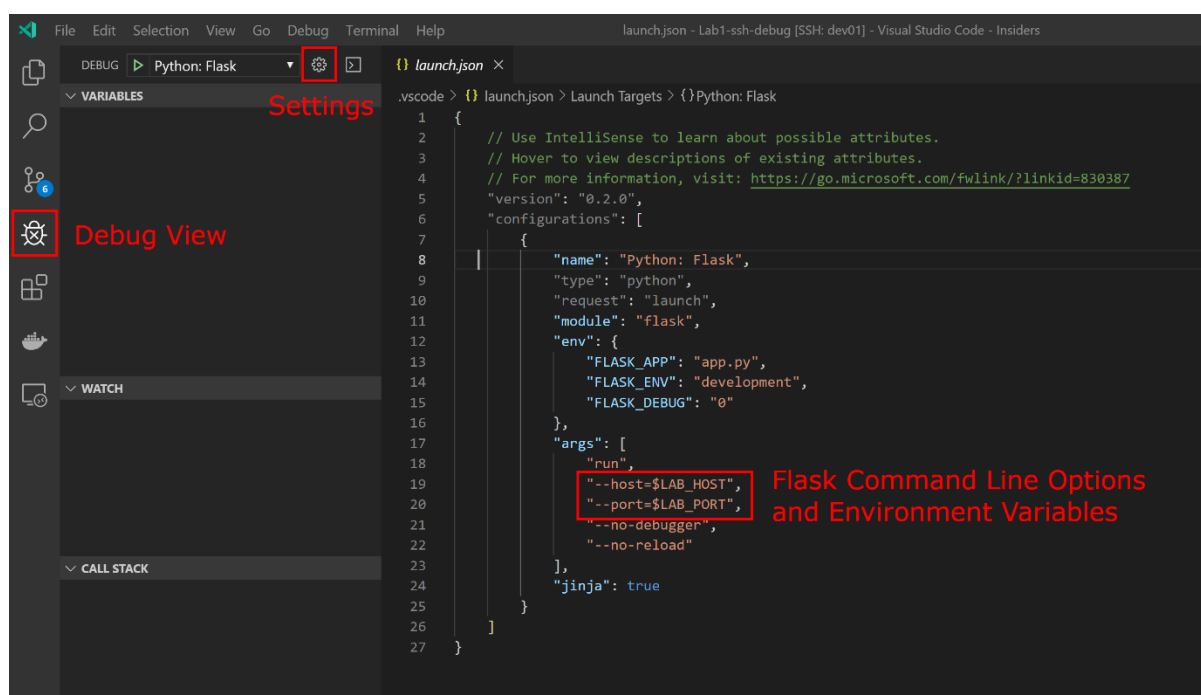 File Edit Selection View Go Debug Terminal Help
launch.json - Lab1-ssh-debug [SSH: dev01] - Visual Studio Code - Insiders
DEBUG Python: Flask
Settings
VARIABLES
6
Debug View
WATCH
CALL STACK
{} launch.json ×
.vscode > {} launch.json > Launch Targets > {} Python: Flask
1 {
2 // Use IntelliSense to learn about possible attributes.
3 // Hover to view descriptions of existing attributes.
4 // For more information, visit: https://go.microsoft.com/fwlink/?linkid=830387
5 "version": "0.2.0",
6 "configurations": [
7 {
8 "name": "Python: Flask",
9 "type": "python",
10 "request": "launch",
11 "module": "flask",
12 "env": {
13 "FLASK_APP": "app.py",
14 "FLASK_ENV": "development",
15 "FLASK_DEBUG": "0"
16 },
17 "args": [
18 "run",
19 "--host=$LAB_HOST",
20 "--port=$LAB_PORT",
21 "--no-debugger",
22 "--no-reload"
23 ],
24 "jinja": true
25 }
26 ]
27 }
Flask Command Line Options
and Environment Variables